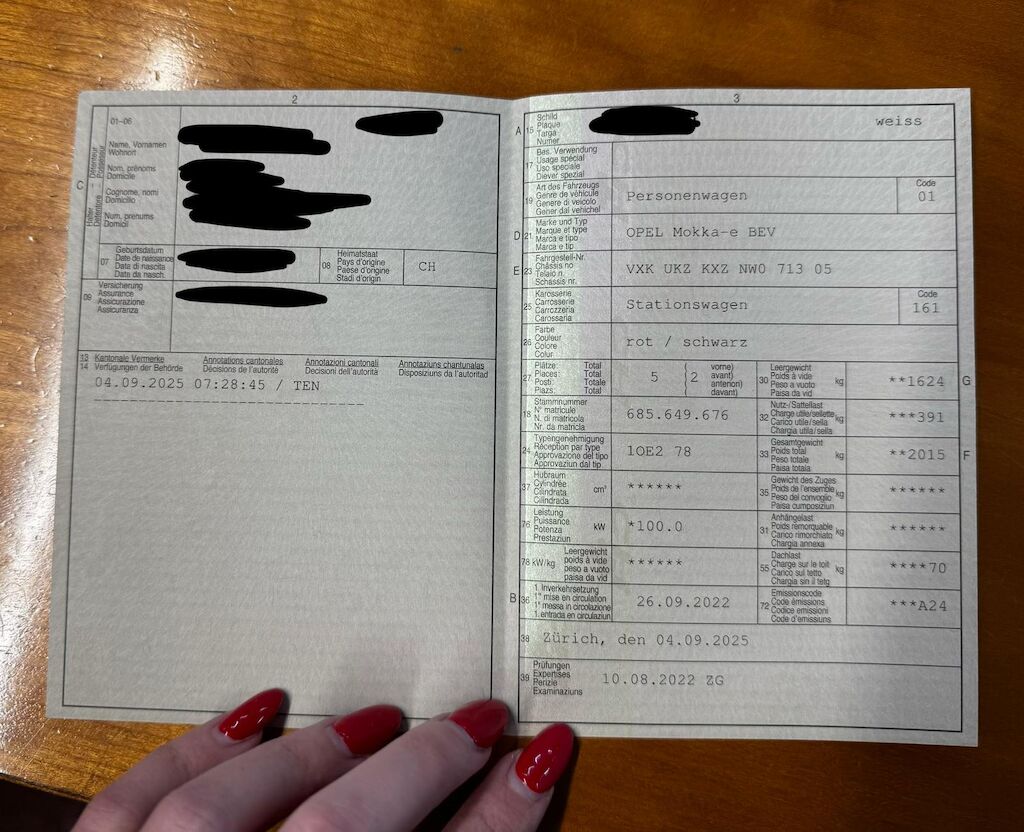 2
01–06
Name, Vornamen
Wohnort
Nom, prénoms
Domicile
Cognome, nomi
Domicilio
Num, prenums
Domicil
C
Halter – Détenteur
Detentore – Possessur
07
Geburtsdatum
Date de naissance
Data di nascita
Data da nasch.
08
Heimatstaat
Pays d'origine
Paese d'origine
Stadi d'origin
CH
09
Versicherung
Assurance
Assicurazione
Assicuranza
13 Kantonale Vermerke Annotations cantonales Annotazioni cantonali Annotaziuns chantunalas
14 Verfügungen der Behörde Décisions de l'autorité Decisioni dell'autorità Disposiziuns da l'autoritad
04.09.2025 07:28:45 / TEN
3
A 15
Schild
Plaque
Targa
Numer
weiss
17
Bes. Verwendung
Usage spécial
Uso speciale
Diever spezial
19
Art des Fahrzeugs
Genre de véhicule
Genere di veicolo
Gener dal vehichel
Personenwagen
Code
01
D 21
Marke und Typ
Marque et type
Marca e tipo
Marca e tip
OPEL Mokka-e BEV
E 23
Fahrgestell-Nr.
Châssis no
Telaio n.
Schassis nr.
VXK UKZ KXZ NW0 713 05
25
Karosserie
Carrosserie
Carrozzeria
Carossaria
Stationswagen
Code
161
26
Farbe
Couleur
Colore
Colur
rot / schwarz
27
Plätze: Total
Places: Total
Posti: Totale
Plazs: Total
5
( 2
vorne)
avant)
anteriori)
davant)
30
Leergewicht
Poids à vide
Peso a vuoto
Paisa da vid
kg
**1624
G
18
Stammnummer
N° matricule
N. di matricola
Nr. da matricla
685.649.676
32
Nutz-/Sattellast
Charge utile/sellette
Carico utile/sella
Chargia utila/sella
kg
***391
24
Typengenehmigung
Réception par type
Approvazione del tipo
Approvaziun dal tip
1OE2 78
33
Gesamtgewicht
Poids total
Peso totale
Paisa totala
kg
**2015
F
37
Hubraum
Cylindrée
Cilindrata
Cilindrada
cm³
******
35
Gewicht des Zuges
Poids de l'ensemble
Peso del convoglio
Paisa cumposiziun
kg
******
76
Leistung
Puissance
Potenza
Prestaziun
kW
*100.0
31
Anhängelast
Poids remorquable
Carico rimorchiato
Chargia annexa
kg
******
78 kW/kg
Leergewicht
poids à vide
peso a vuoto
paisa da vid
******
55
Dachlast
Charge sur le toit
Carico sul tetto
Chargia sin il tetg
kg
****70
B 36
1. Inverkehrsetzung
1re mise en circulation
1a messa in circolazione
1. entrada en circulaziun
26.09.2022
72
Emissionscode
Code émissions
Codice emissioni
Code d'emissiuns
***A24
38
Zürich, den 04.09.2025
39
Prüfungen
Expertises
Perizie
Examinaziuns
10.08.2022 ZG